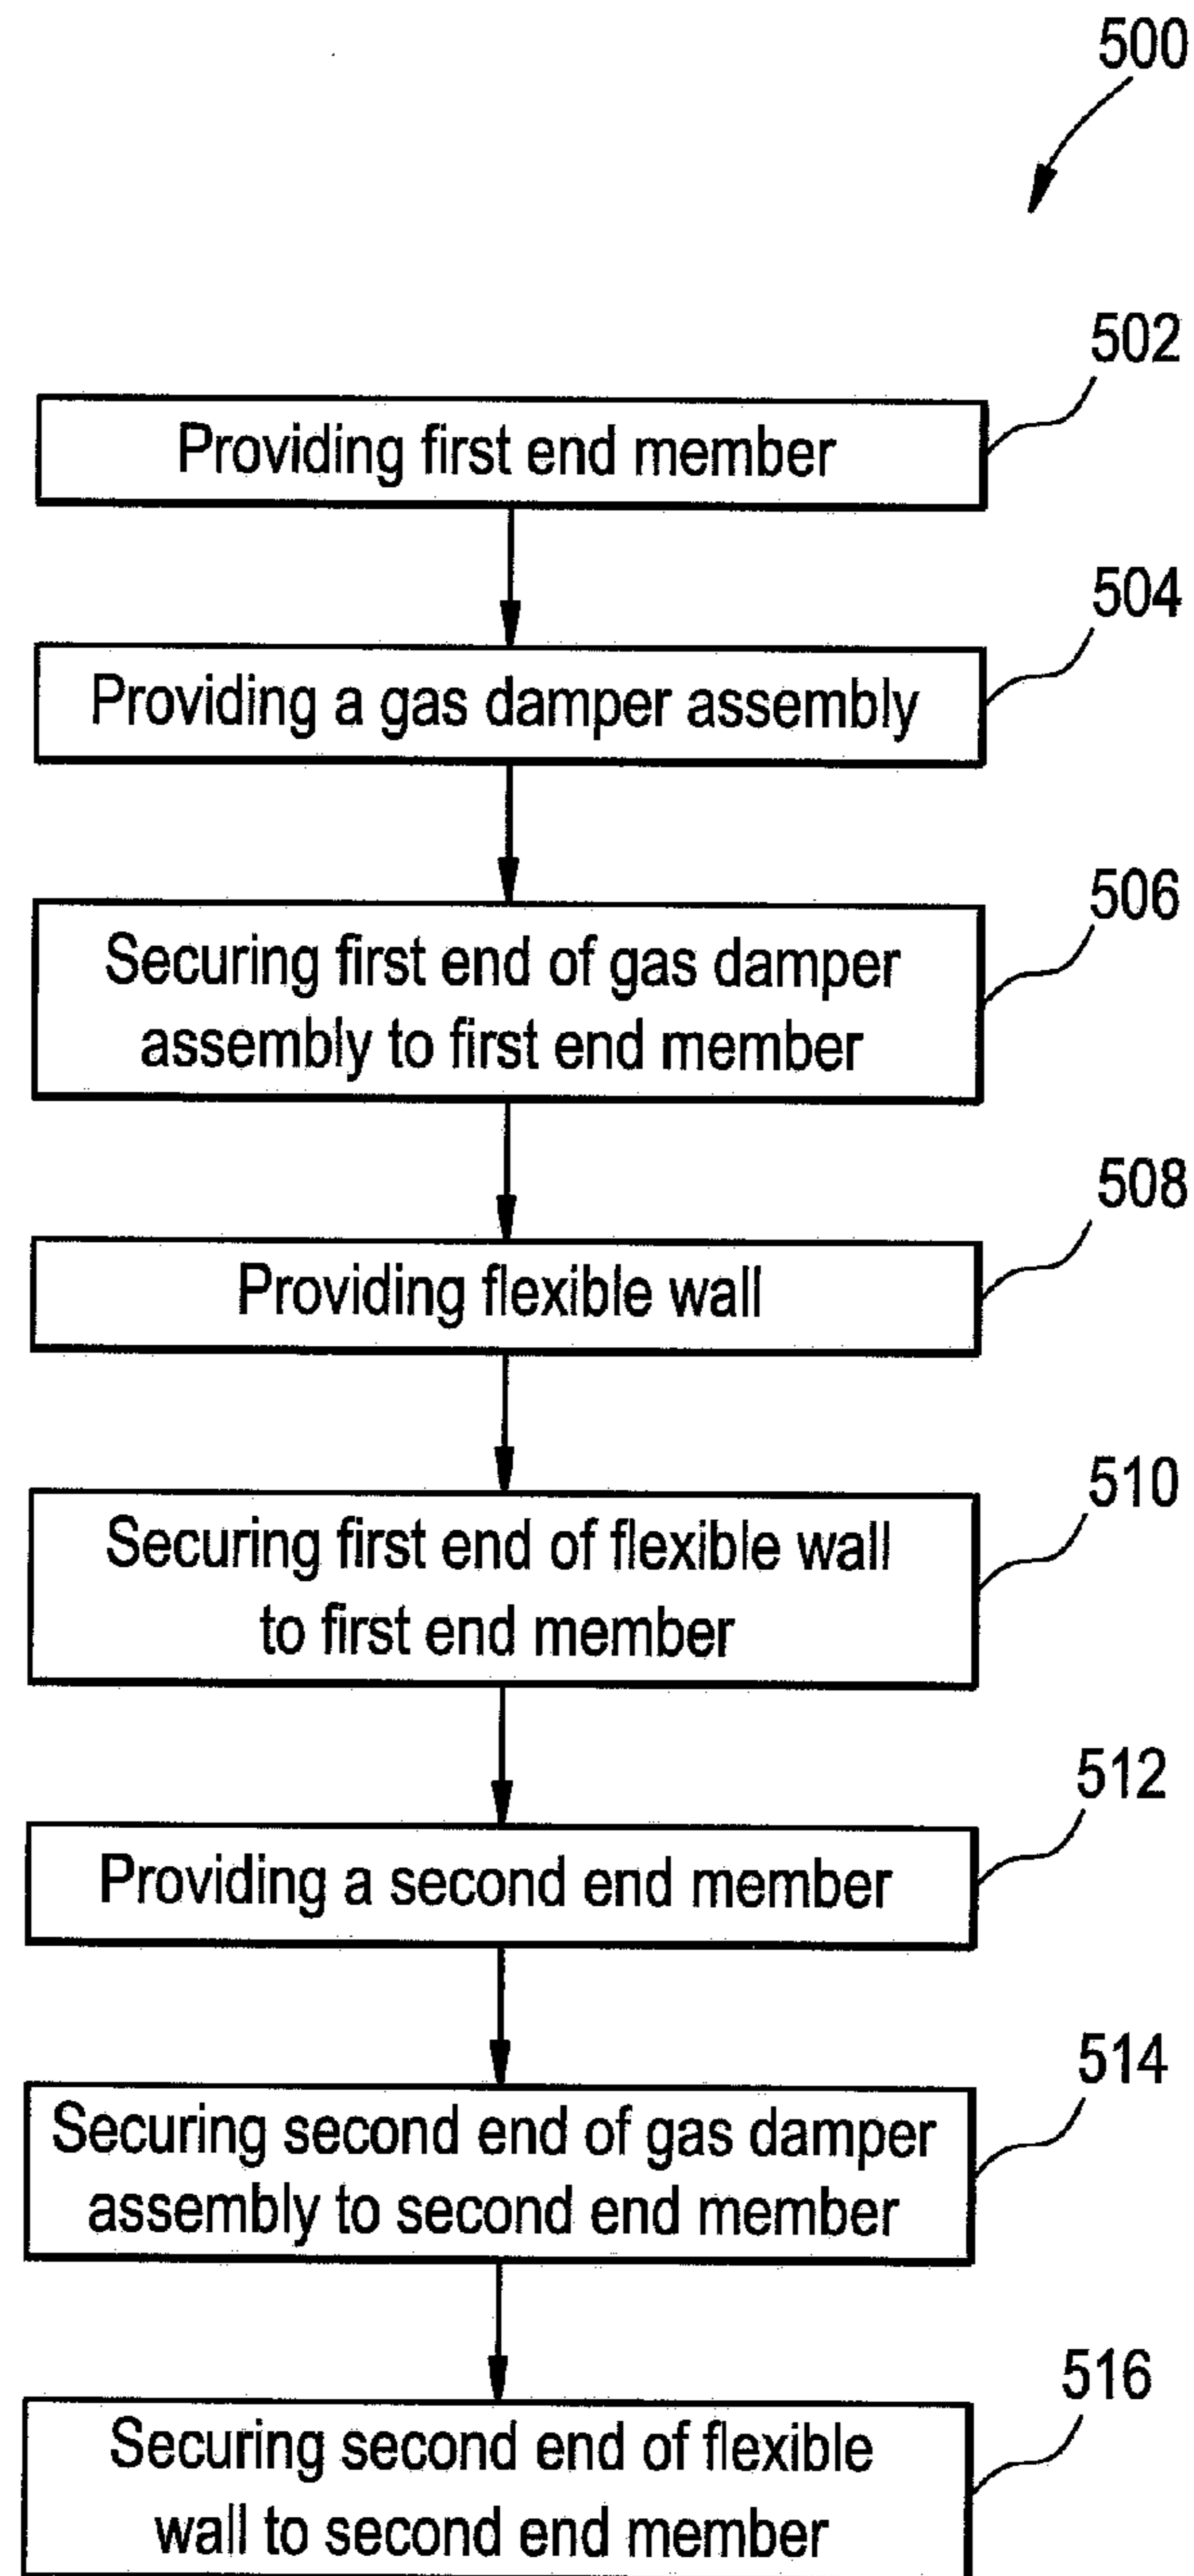 500
502
Providing first end member
504
Providing a gas damper assembly
506
Securing first end of gas damper
assembly to first end member
508
Providing flexible wall
510
Securing first end of flexible wall
to first end member
512
Providing a second end member
514
Securing second end of gas damper
assembly to second end member
516
Securing second end of flexible
wall to second end member